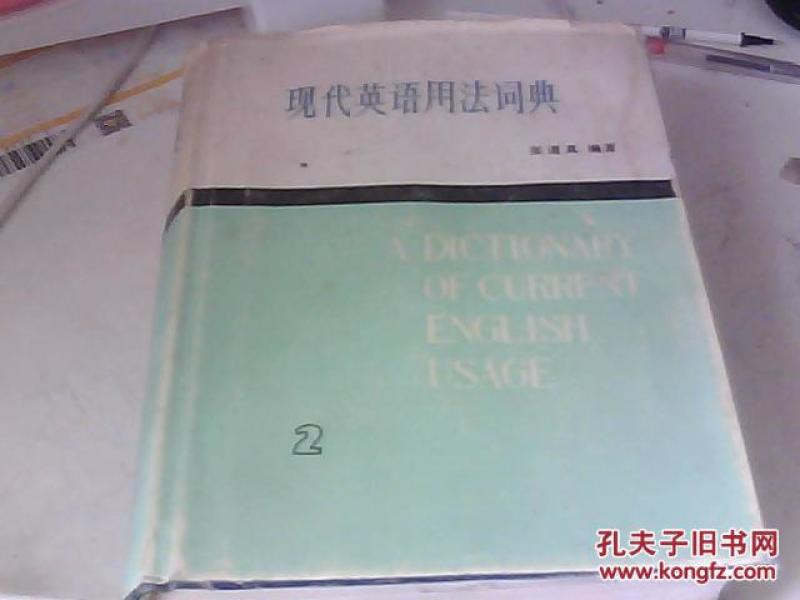 现代英语用法词典
张道真 编著
A DICTIONARY
OF CURRENT
ENGLISH
USAGE
2
孔夫子旧书网
www.kongfz.com